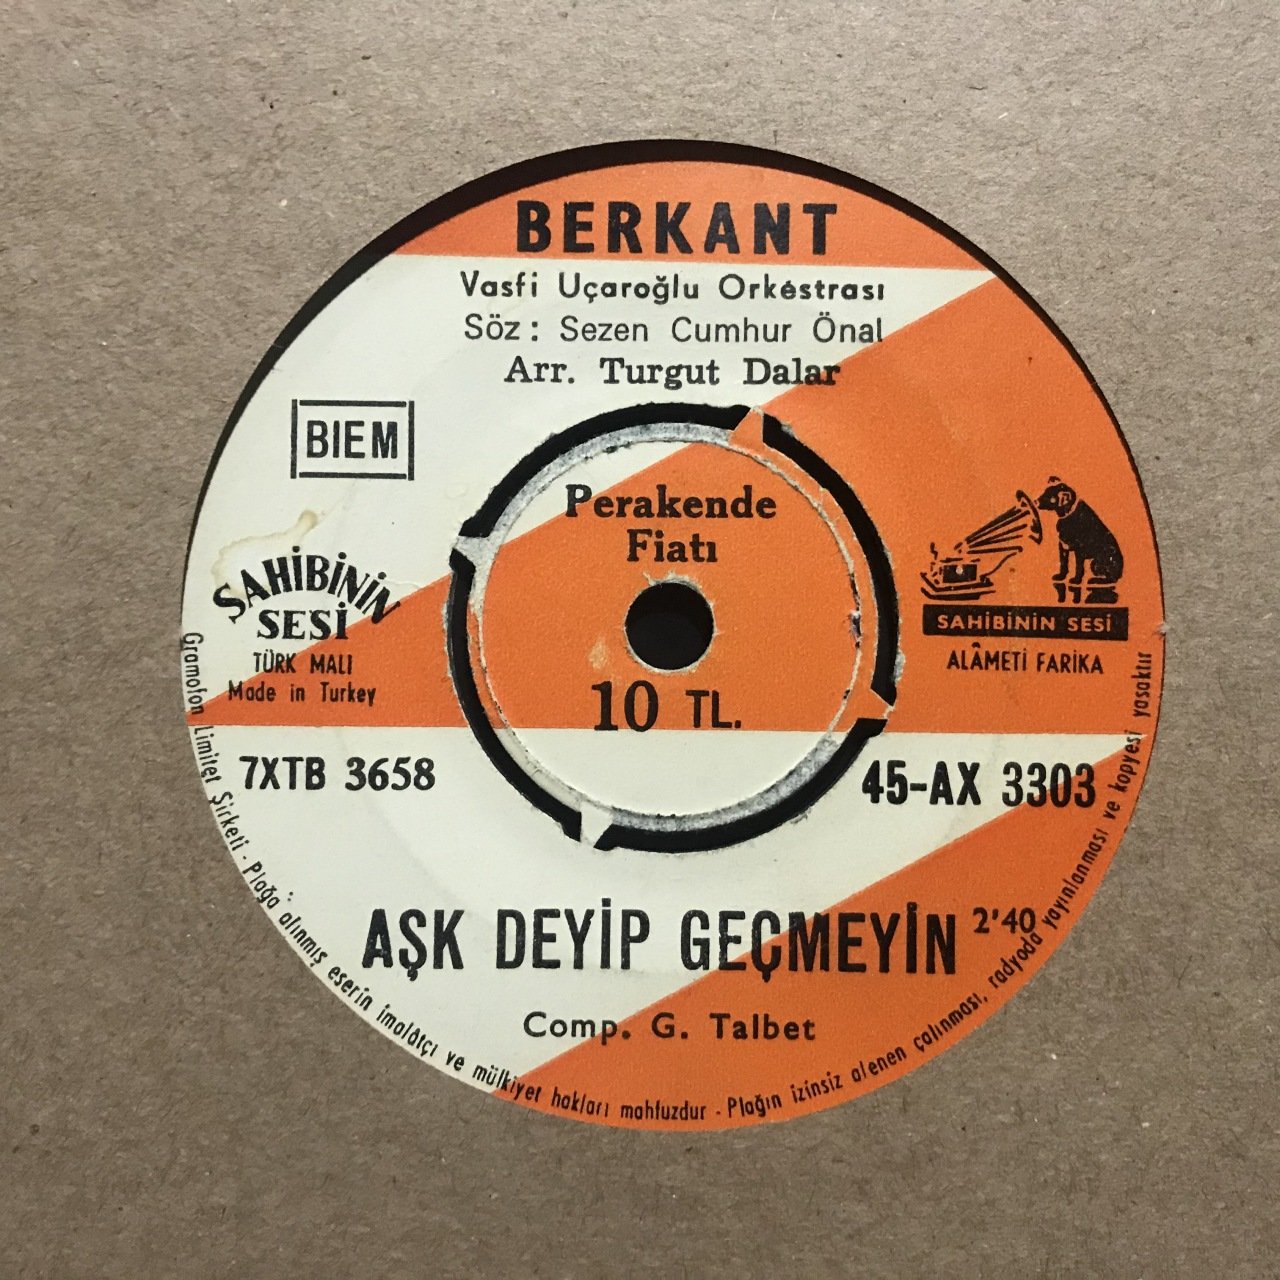 BERKANT
Vasfi Uçaroğlu Orkéstrası
Söz : Sezen Cumhur Önal
Arr. Turgut Dalar
BIEM
Perakende
Fiatı
10 TL.
SAHİBİNİN
SESİ
TÜRK MALI
Made in Turkey
SAHİBİNİN SESİ
ALÂMETİ FARİKA
7XTB 3658
45-AX 3303
AŞK DEYİP GEÇMEYİN 2'40
Comp. G. Talbet
Gramofon Limitet Şirketi - Plağa alınmış eserin imalâtçı ve mülkiyet hakları mahfuzdur - Plağın izinsiz alenen çalınması, radyoda yayınlanması ve kopyesi yasaktır